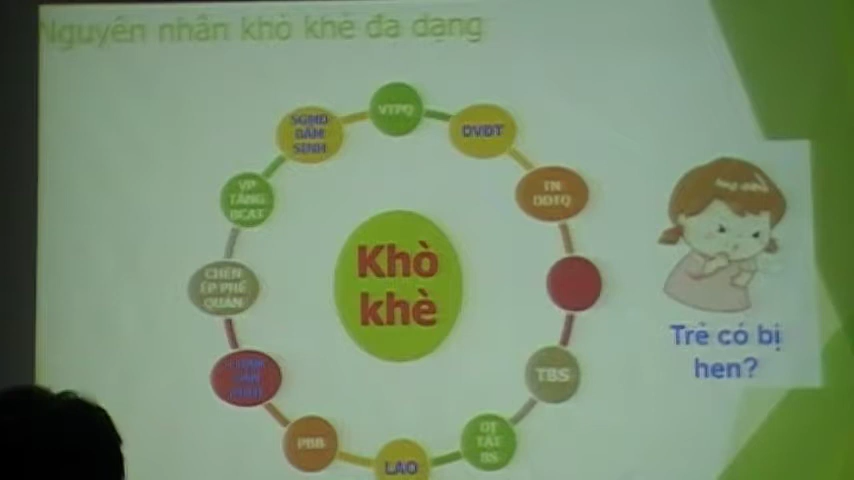 Nguyên nhân khò khè đa dạng
VTPQ
DVĐT
TN
DDTQ
TBS
DỊ
TẬT
BS
LAO
PBB
CHÈN
ÉP PHẾ
QUẢN
VP
TĂNG
BCAT
SGMD
BẨM
SINH
Khò
khè
Trẻ có bị
hen?